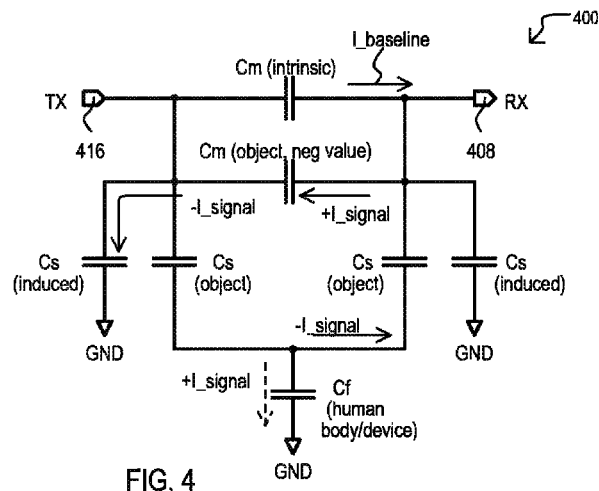 400
I_baseline
Cm (intrinsic)
TX
RX
416
408
Cm (object, neg value)
-I_signal
+I_signal
Cs
(induced)
Cs
(object)
Cs
(object)
Cs
(induced)
-I_signal
GND
GND
+I_signal
Cf
(human
body/device)
GND
FIG. 4